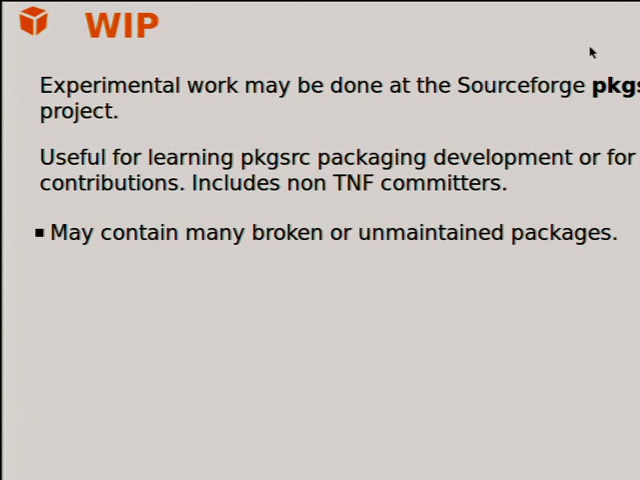 WIP
Experimental work may be done at the Sourceforge
project.
Useful for learning pkgsrc packaging development or for
contributions. Includes non TNF committers.
May contain many broken or unmaintained packages.